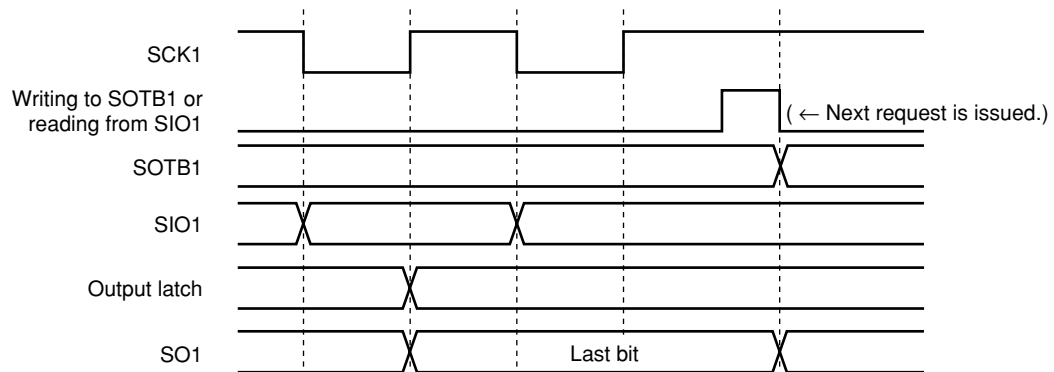 SCK1
Writing to SOTB1 or
reading from SIO1
( ← Next request is issued.)
SOTB1
SIO1
Output latch
SO1
Last bit